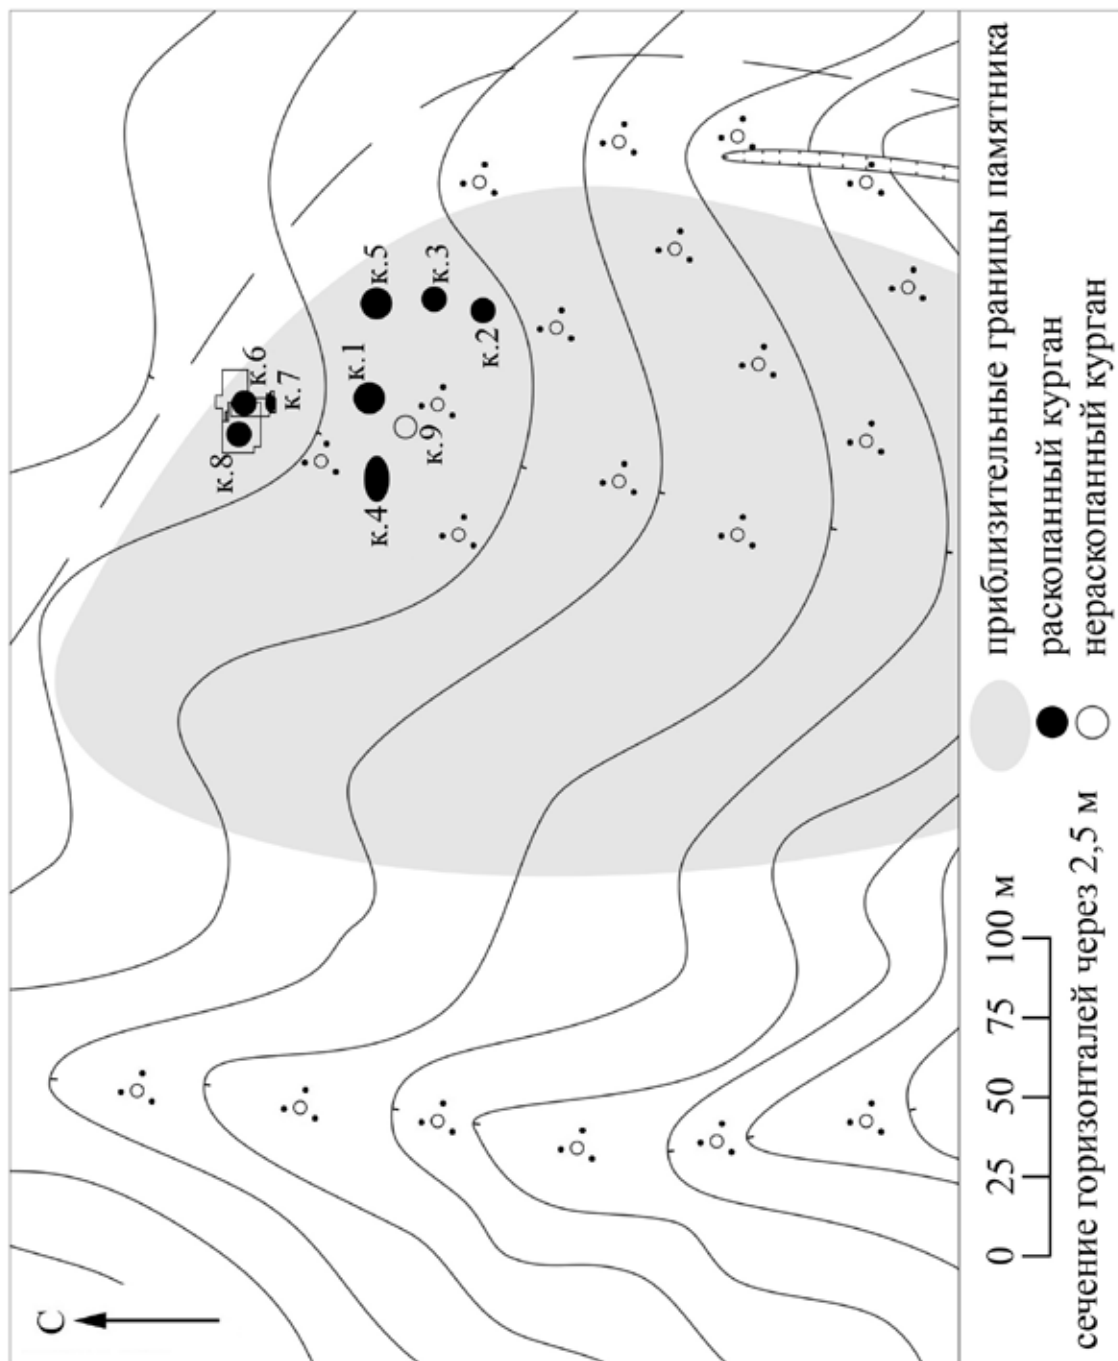 С
к.8
к.6
к.7
к.4
к.1
к.9
к.5
к.3
к.2
0 25 50 75 100 м
сечение горизонталей через 2,5 м
приблизительные границы памятника
раскопанный курган
нераскопанный курган